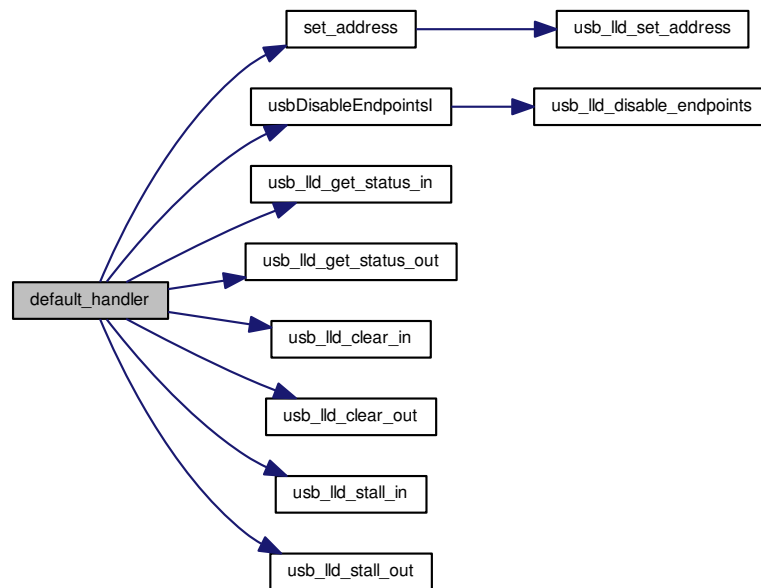 set_address
usb_lld_set_address
usbDisableEndpointsI
usb_lld_disable_endpoints
usb_lld_get_status_in
usb_lld_get_status_out
default_handler
usb_lld_clear_in
usb_lld_clear_out
usb_lld_stall_in
usb_lld_stall_out